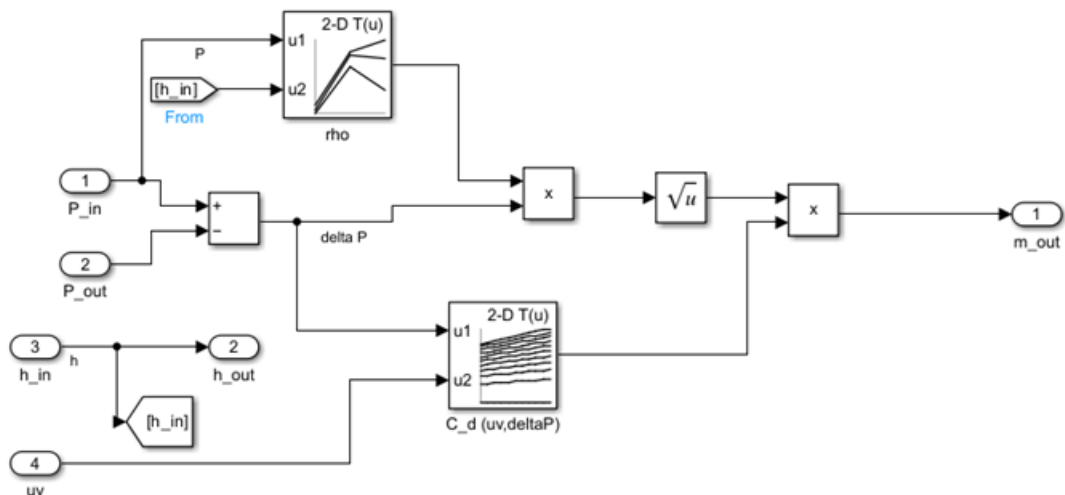 2-D T(u)
u1
P
[h_in]
u2
From
rho
1
P_in
+
−
x
√u
x
1
m_out
delta P
2
P_out
2-D T(u)
u1
3
h
2
h_in
h_out
u2
[h_in]
C_d (uv,deltaP)
4
uv